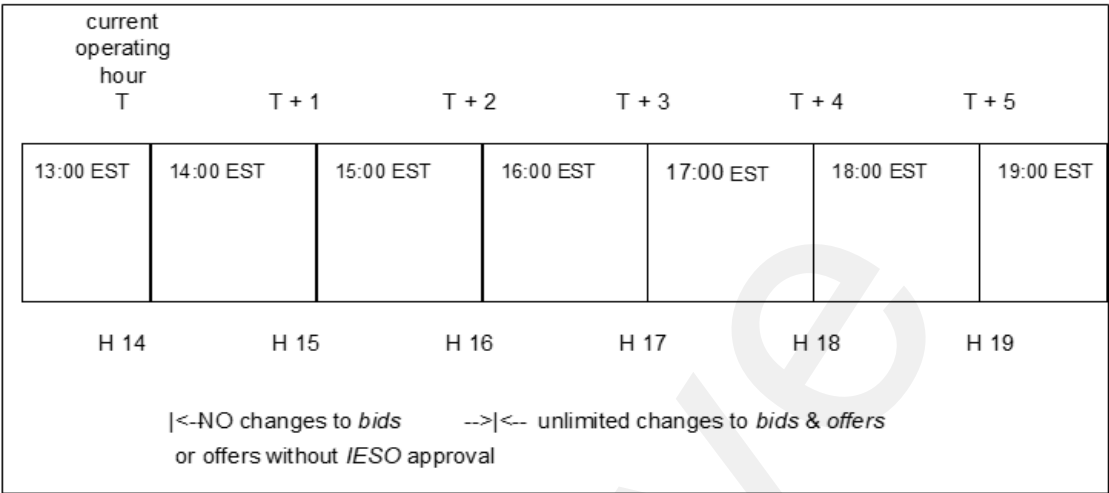 current
operating
hour
T T + 1 T + 2 T + 3 T + 4 T + 5
13:00 EST 14:00 EST 15:00 EST 16:00 EST 17:00 EST 18:00 EST 19:00 EST
H 14 H 15 H 16 H 17 H 18 H 19
|<--NO changes to bids -->|<-- unlimited changes to bids & offers
or offers without IESO approval